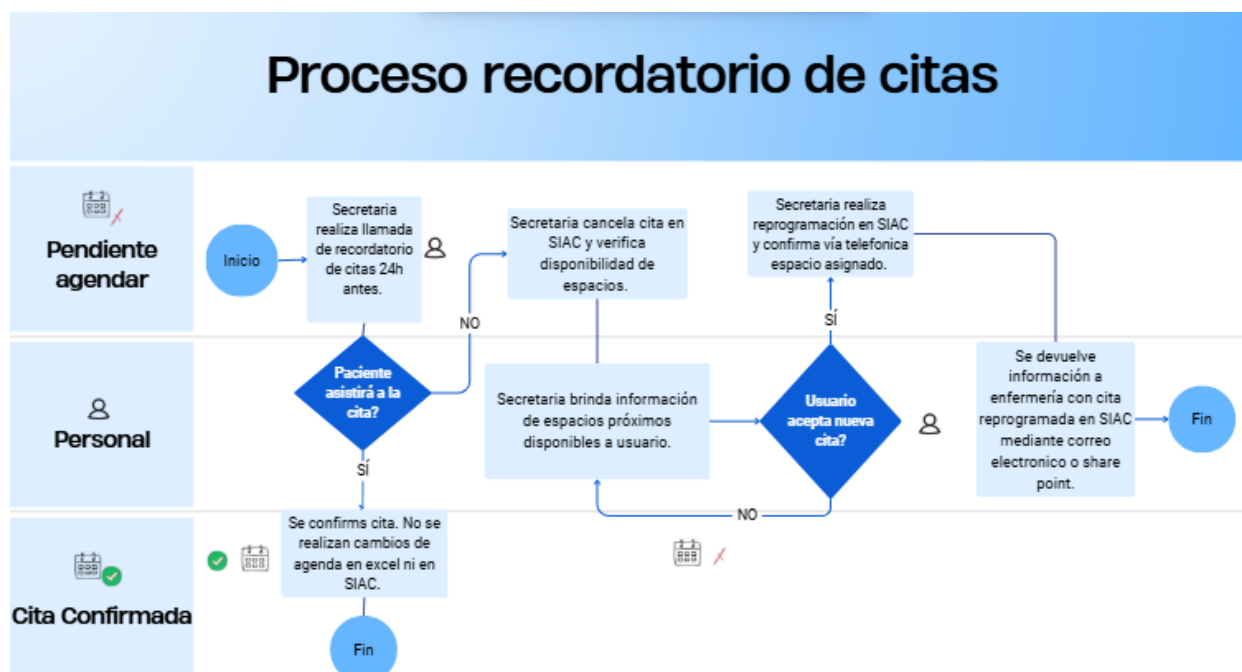 Proceso recordatorio de citas
Pendiente
agendar
Inicio
Secretaria
realiza llamada
de recordatorio
de citas 24h
antes.
Secretaria cancela cita en
SIAC y verifica
disponibilidad de
espacios.
Secretaria realiza
reprogramación en SIAC
y confirma vía telefonica
espacio asignado.
NO
SÍ
Personal
Paciente
asistirá a la
cita?
Secretaria brinda información
de espacios próximos
disponibles a usuario.
Usuario
acepta nueva
cita?
Se devuelve
información a
enfermería con cita
reprogramada en SIAC
mediante correo
electronico o share
point.
Fin
SÍ
NO
Cita Confirmada
Se confirms cita. No se
realizan cambios de
agenda en excel ni en
SIAC.
Fin